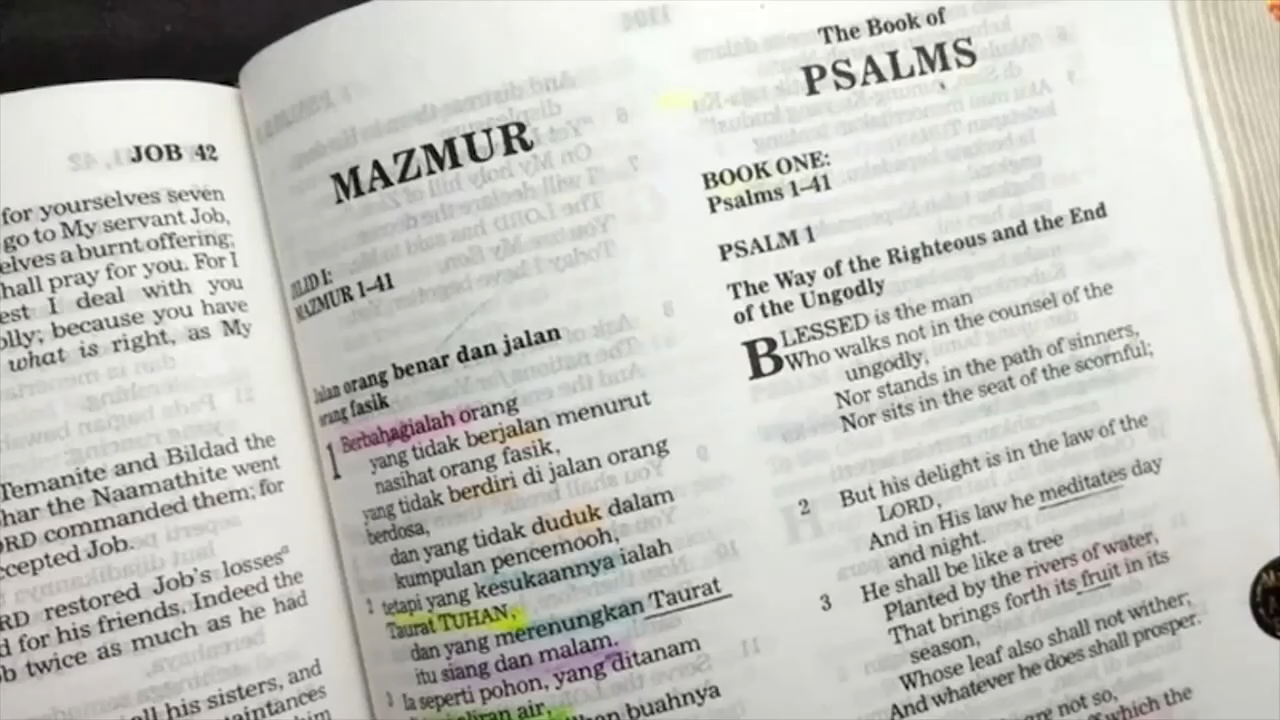 JOB 42
for yourselves seven
go to My servant Job,
elves a burnt offering;
hall pray for you. For I
est I deal with you
olly; because you have
what is right, as My
Temanite and Bildad the
har the Naamathite went
ORD commanded them; for
ccepted Job.
RD restored Job's losses
d for his friends. Indeed the
b twice as much as he had
all his sisters, and
aintances
him
MAZMUR
JILID I:
MAZMUR 1–41
Jalan orang benar dan jalan
orang fasik
1 Berbahagialah orang
yang tidak berjalan menurut
nasihat orang fasik,
yang tidak berdiri di jalan orang
berdosa,
dan yang tidak duduk dalam
kumpulan pencemooh,
2 tetapi yang kesukaannya ialah
Taurat TUHAN,
dan yang merenungkan Taurat
itu siang dan malam.
3 Ia seperti pohon, yang ditanam
aliran air,
buahnya
The Book of
PSALMS
BOOK ONE:
Psalms 1–41
PSALM 1
The Way of the Righteous and the End
of the Ungodly
BLESSED is the man
Who walks not in the counsel of the
ungodly,
Nor stands in the path of sinners,
Nor sits in the seat of the scornful;
2 But his delight is in the law of the
LORD,
And in His law he meditates day
and night.
3 He shall be like a tree
Planted by the rivers of water,
That brings forth its fruit in its
season,
Whose leaf also shall not wither;
And whatever he does shall prosper.
are not so,
which the